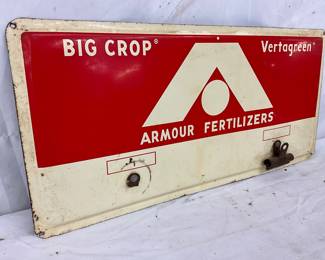 BIG CROP® Vertagreen®
ARMOUR FERTILIZERS